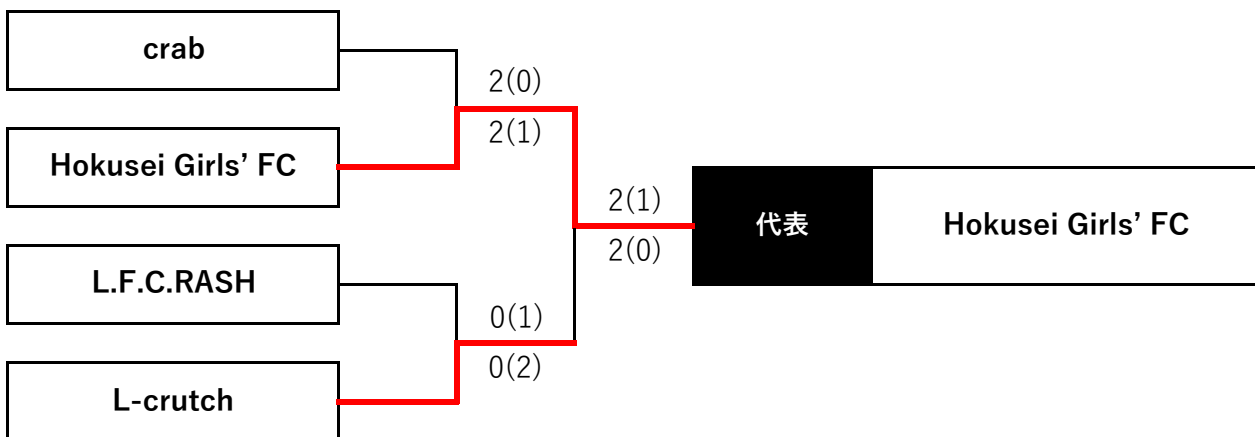 crab
2(0)
Hokusei Girls’ FC
2(1)
2(1)
代表
Hokusei Girls’ FC
2(0)
L.F.C.RASH
0(1)
L-crutch
0(2)